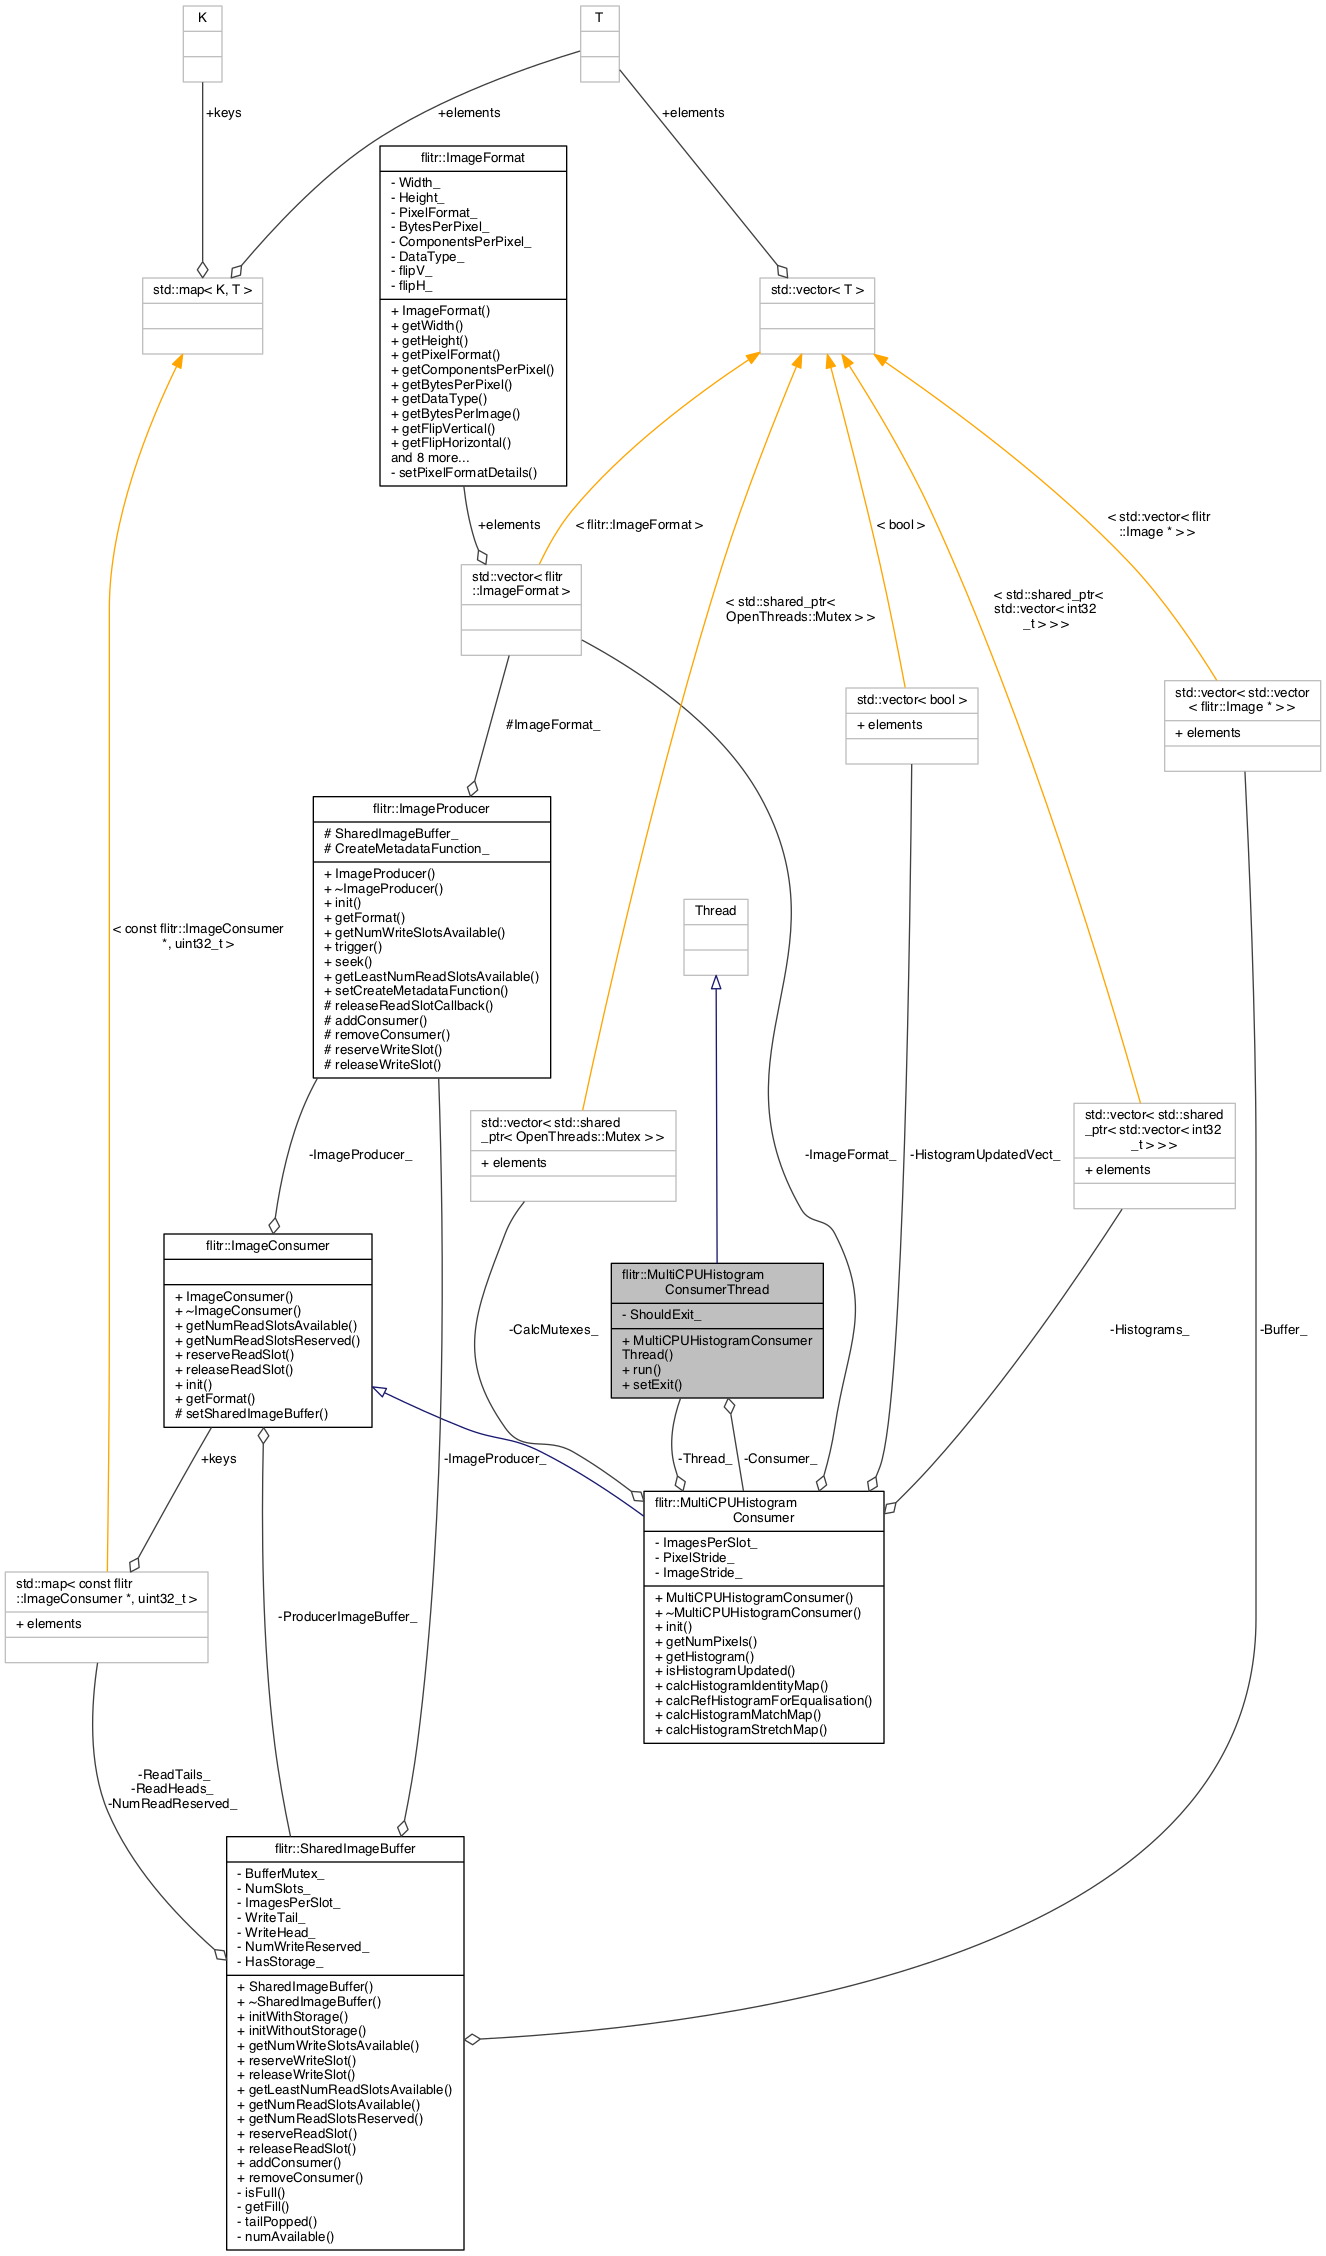 K
T
+keys
+elements
+elements
flitr::ImageFormat
- Width_
- Height_
- PixelFormat_
- BytesPerPixel_
- ComponentsPerPixel_
- DataType_
- flipV_
- flipH_
+ ImageFormat()
+ getWidth()
+ getHeight()
+ getPixelFormat()
+ getComponentsPerPixel()
+ getBytesPerPixel()
+ getDataType()
+ getBytesPerImage()
+ getFlipVertical()
+ getFlipHorizontal()
and 8 more...
- setPixelFormatDetails()
std::map< K, T >
std::vector< T >
+elements
< flitr::ImageFormat >
< bool >
< std::vector< flitr
::Image * > >
std::vector< flitr
::ImageFormat >
< std::shared_ptr<
OpenThreads::Mutex > >
< std::shared_ptr<
std::vector< int32
_t > > >
std::vector< bool >
+ elements
std::vector< std::vector
< flitr::Image * > >
+ elements
#ImageFormat_
flitr::ImageProducer
# SharedImageBuffer_
# CreateMetadataFunction_
+ ImageProducer()
+ ~ImageProducer()
+ init()
+ getFormat()
+ getNumWriteSlotsAvailable()
+ trigger()
+ seek()
+ getLeastNumReadSlotsAvailable()
+ setCreateMetadataFunction()
# releaseReadSlotCallback()
# addConsumer()
# removeConsumer()
# reserveWriteSlot()
# releaseWriteSlot()
Thread
< const flitr::ImageConsumer
*, uint32_t >
std::vector< std::shared
_ptr< OpenThreads::Mutex > >
+ elements
std::vector< std::shared
_ptr< std::vector< int32
_t > > >
+ elements
-ImageProducer_
-ImageFormat_
-HistogramUpdatedVect_
flitr::ImageConsumer
+ ImageConsumer()
+ ~ImageConsumer()
+ getNumReadSlotsAvailable()
+ getNumReadSlotsReserved()
+ reserveReadSlot()
+ releaseReadSlot()
+ init()
+ getFormat()
# setSharedImageBuffer()
flitr::MultiCPUHistogram
ConsumerThread
- ShouldExit_
+ MultiCPUHistogramConsumer
Thread()
+ run()
+ setExit()
-CalcMutexes_
-Histograms_
-Buffer_
+keys
-ImageProducer_
-Thread_
-Consumer_
flitr::MultiCPUHistogram
Consumer
- ImagesPerSlot_
- PixelStride_
- ImageStride_
+ MultiCPUHistogramConsumer()
+ ~MultiCPUHistogramConsumer()
+ init()
+ getNumPixels()
+ getHistogram()
+ isHistogramUpdated()
+ calcHistogramIdentityMap()
+ calcRefHistogramForEqualisation()
+ calcHistogramMatchMap()
+ calcHistogramStretchMap()
std::map< const flitr
::ImageConsumer *, uint32_t >
+ elements
-ProducerImageBuffer_
-ReadTails_
-ReadHeads_
-NumReadReserved_
flitr::SharedImageBuffer
- BufferMutex_
- NumSlots_
- ImagesPerSlot_
- WriteTail_
- WriteHead_
- NumWriteReserved_
- HasStorage_
+ SharedImageBuffer()
+ ~SharedImageBuffer()
+ initWithStorage()
+ initWithoutStorage()
+ getNumWriteSlotsAvailable()
+ reserveWriteSlot()
+ releaseWriteSlot()
+ getLeastNumReadSlotsAvailable()
+ getNumReadSlotsAvailable()
+ getNumReadSlotsReserved()
+ reserveReadSlot()
+ releaseReadSlot()
+ addConsumer()
+ removeConsumer()
- isFull()
- getFill()
- tailPopped()
- numAvailable()